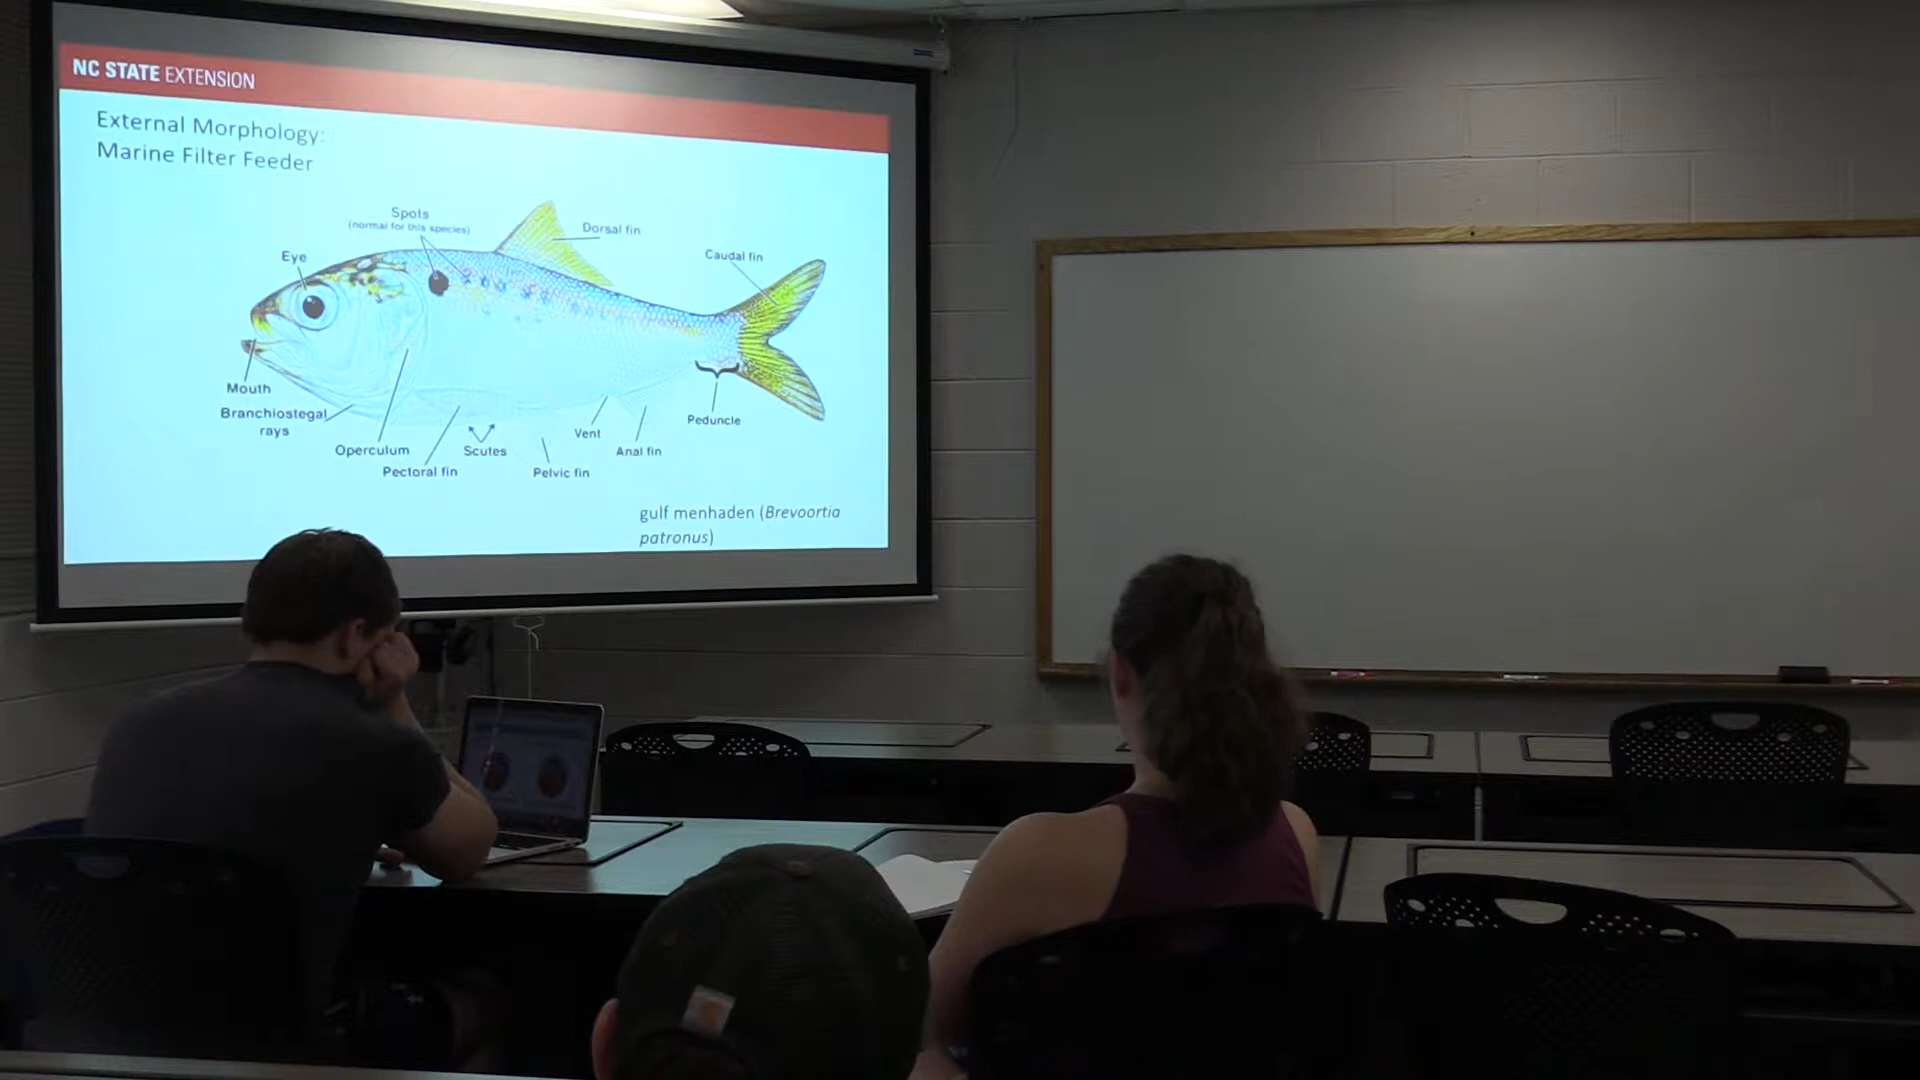 NC STATE EXTENSION
External Morphology:
Marine Filter Feeder
Spots
(normal for this species)
Dorsal fin
Caudal fin
Eye
Mouth
Branchiostegal
rays
Operculum
Pectoral fin
Scutes
Pelvic fin
Vent
Anal fin
Peduncle
gulf menhaden (Brevoortia
patronus)